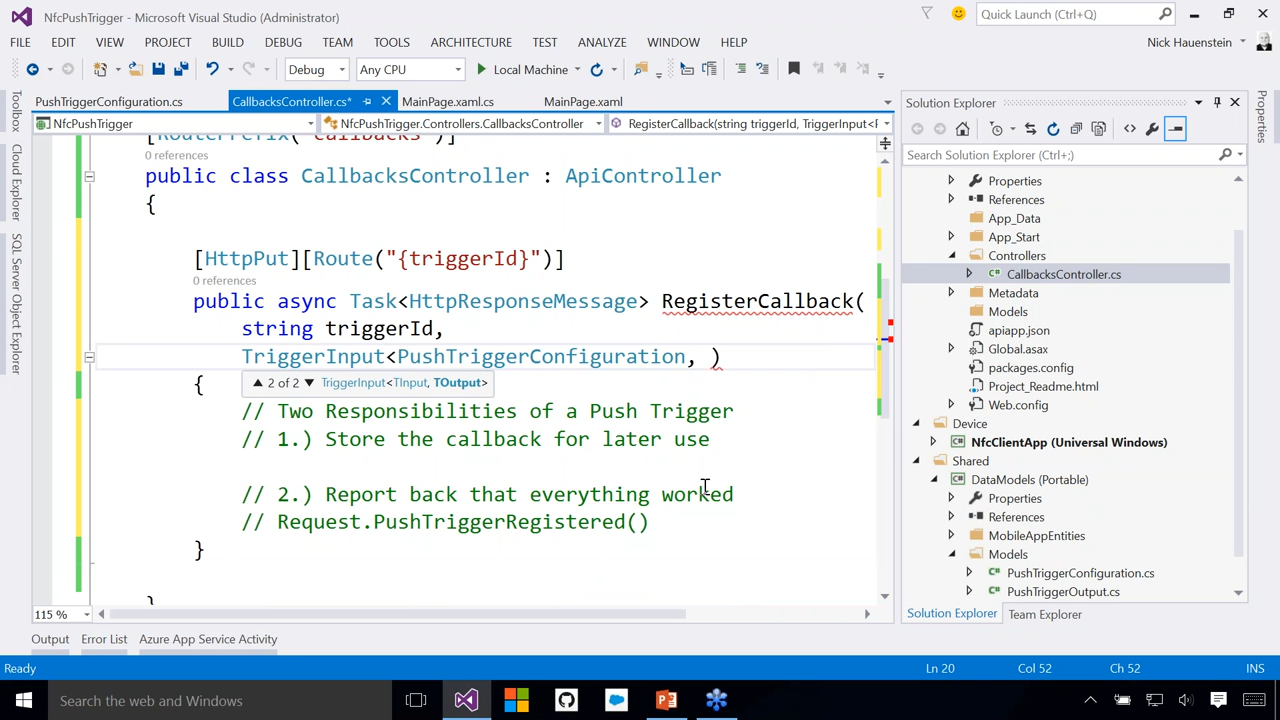 NfcPushTrigger - Microsoft Visual Studio (Administrator)
Quick Launch (Ctrl+Q)
FILE EDIT VIEW PROJECT BUILD DEBUG TEAM TOOLS ARCHITECTURE TEST ANALYZE WINDOW HELP
Nick Hauenstein
Debug Any CPU Local Machine
PushTriggerConfiguration.cs CallbacksController.cs* MainPage.xaml.cs MainPage.xaml
NfcPushTrigger NfcPushTrigger.Controllers.CallbacksController RegisterCallback(string triggerId, TriggerInput<P
Toolbox
Cloud Explorer
SQL Server Object Explorer
[RoutePrefix("Callbacks")]
0 references
public class CallbacksController : ApiController
{
[HttpPut][Route("{triggerId}")]
0 references
public async Task<HttpResponseMessage> RegisterCallback(
string triggerId,
TriggerInput<PushTriggerConfiguration, )
{
▲ 2 of 2 ▼ TriggerInput<TInput, TOutput>
// Two Responsibilities of a Push Trigger
// 1.) Store the callback for later use
// 2.) Report back that everything worked
// Request.PushTriggerRegistered()
}
}
115 %
Solution Explorer
Search Solution Explorer (Ctrl+;)
Properties
References
App_Data
App_Start
Controllers
CallbacksController.cs
Metadata
Models
apiapp.json
Global.asax
packages.config
Project_Readme.html
Web.config
Device
NfcClientApp (Universal Windows)
Shared
DataModels (Portable)
Properties
References
MobileAppEntities
Models
PushTriggerConfiguration.cs
PushTriggerOutput.cs
Solution Explorer Team Explorer
Properties
Output Error List Azure App Service Activity
Ready Ln 20 Col 52 Ch 52 INS
Search the web and Windows